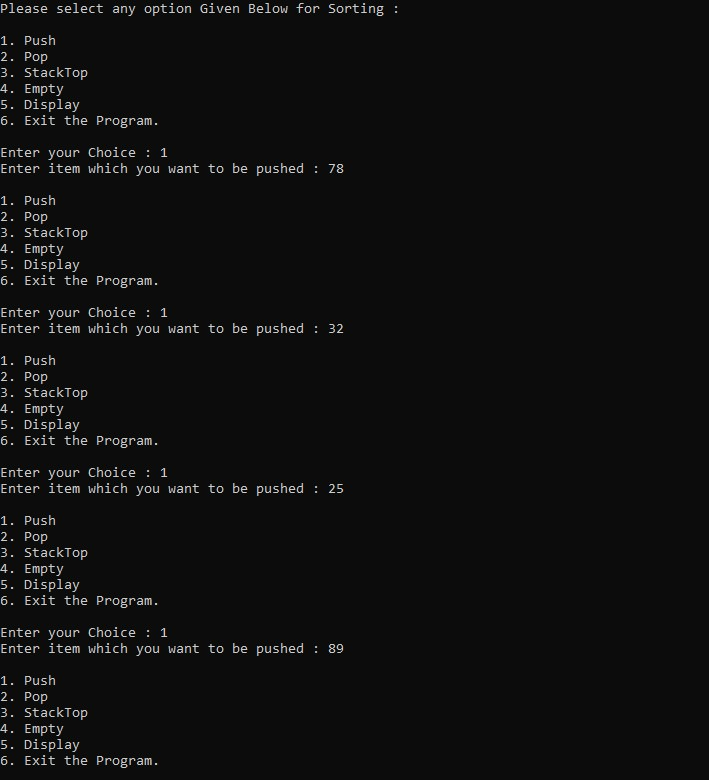 Please select any option Given Below for Sorting :
1. Push
2. Pop
3. StackTop
4. Empty
5. Display
6. Exit the Program.
Enter your Choice : 1
Enter item which you want to be pushed : 78
1. Push
2. Pop
3. StackTop
4. Empty
5. Display
6. Exit the Program.
Enter your Choice : 1
Enter item which you want to be pushed : 32
1. Push
2. Pop
3. StackTop
4. Empty
5. Display
6. Exit the Program.
Enter your Choice : 1
Enter item which you want to be pushed : 25
1. Push
2. Pop
3. StackTop
4. Empty
5. Display
6. Exit the Program.
Enter your Choice : 1
Enter item which you want to be pushed : 89
1. Push
2. Pop
3. StackTop
4. Empty
5. Display
6. Exit the Program.